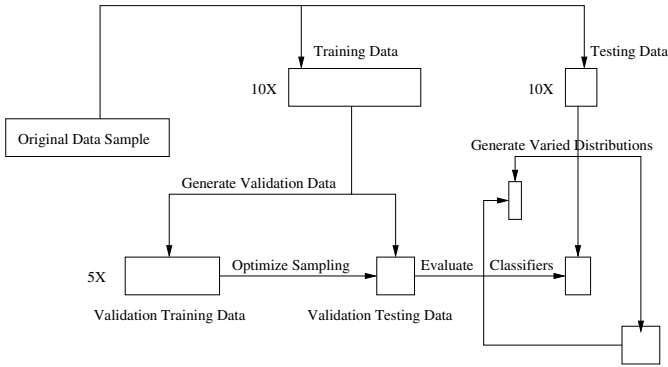 Training Data
Testing Data
10X
10X
Original Data Sample
Generate Varied Distributions
Generate Validation Data
Optimize Sampling
Evaluate Classifiers
5X
Validation Training Data
Validation Testing Data